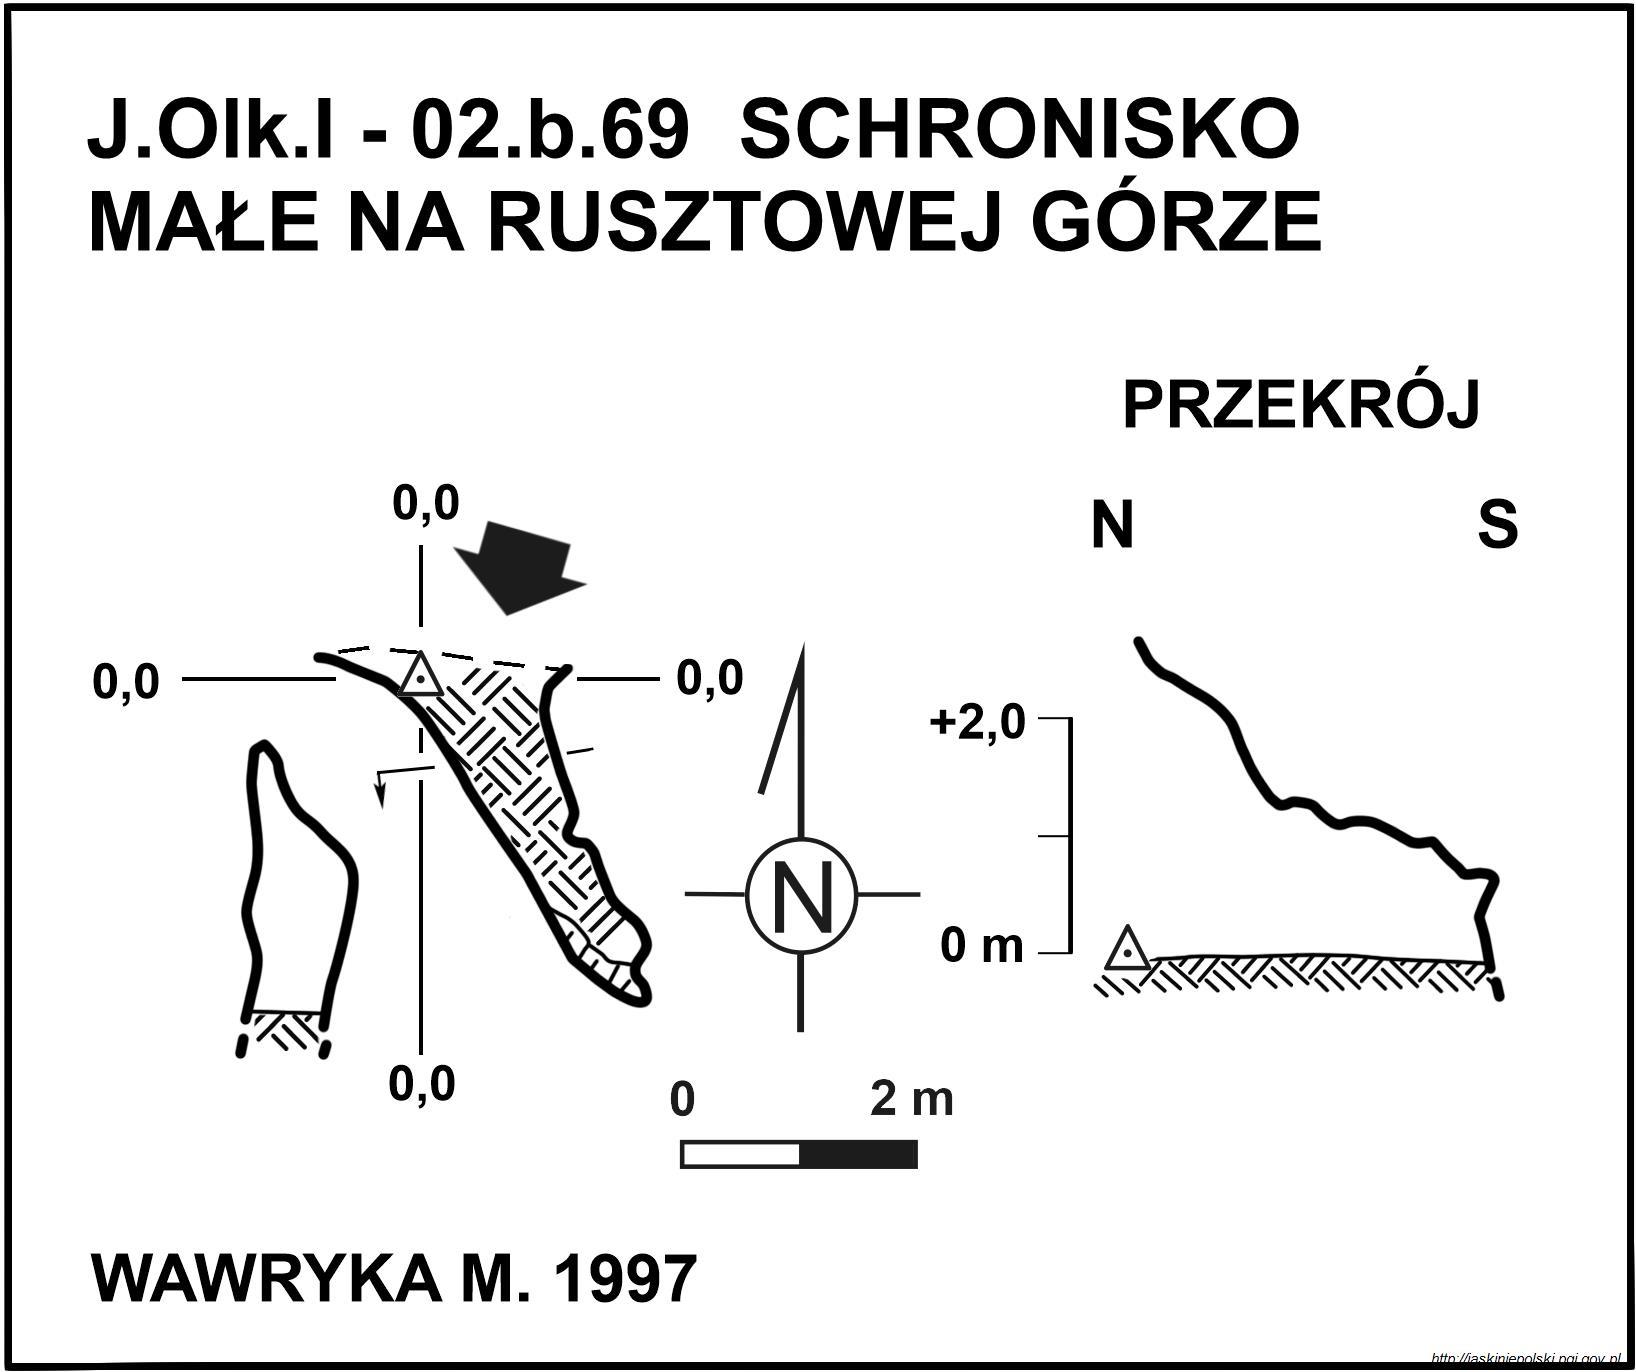 J.Olk.I - 02.b.69 SCHRONISKO
MAŁE NA RUSZTOWEJ GÓRZE
PRZEKRÓJ
N S
0,0
0,0
0,0
+2,0
0 m
N
0,0
0 2 m
WAWRYKA M. 1997
http://jaskiniepolski.pgi.gov.pl